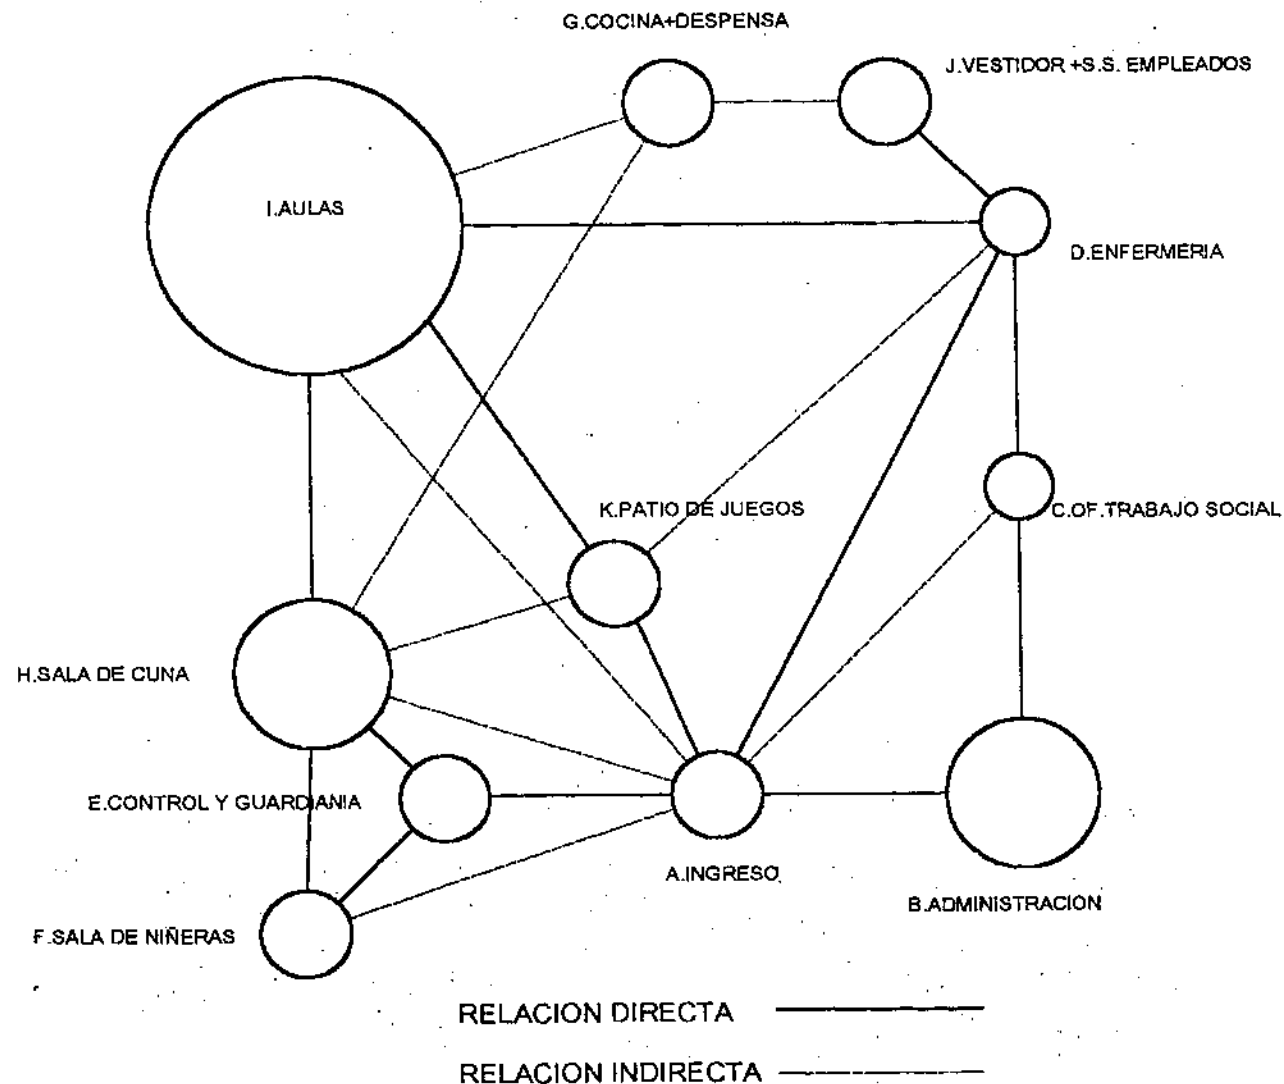 G.COCINA+DESPENSA
J.VESTIDOR +S.S. EMPLEADOS
I.AULAS
D.ENFERMERIA
K.PATIO DE JUEGOS
C.OF.TRABAJO SOCIAL
H.SALA DE CUNA
E.CONTROL Y GUARDIANIA
A.INGRESO
B.ADMINISTRACION
F.SALA DE NIÑERAS
RELACION DIRECTA
RELACION INDIRECTA